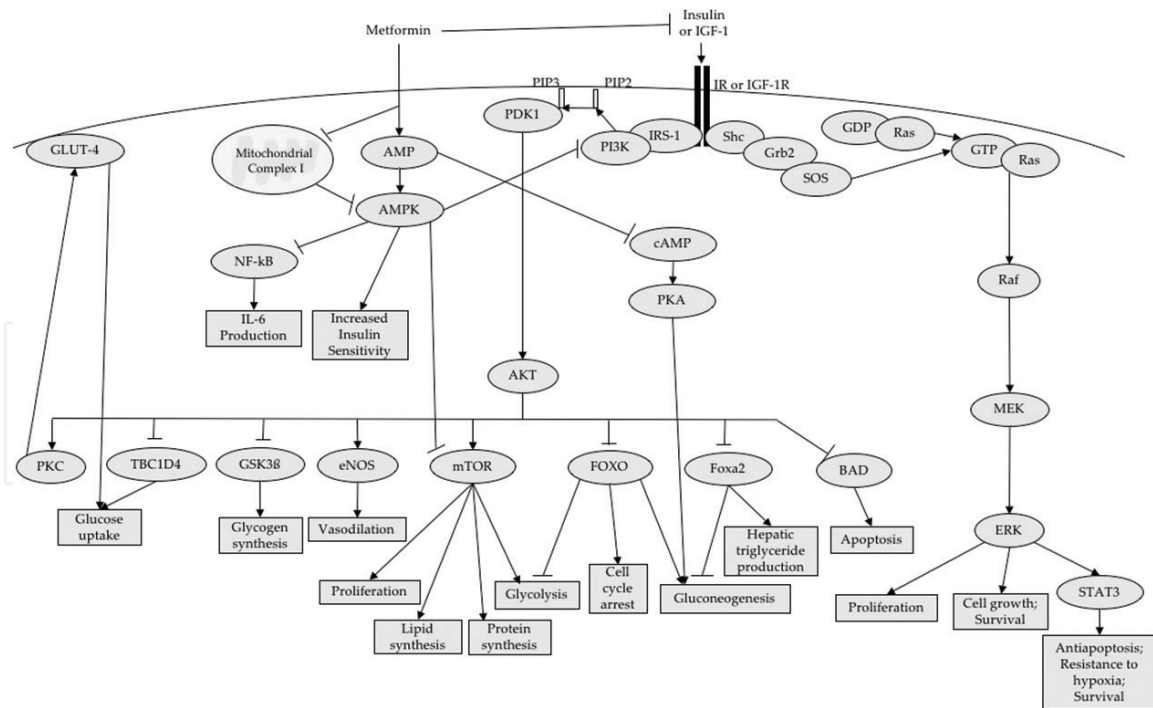 Metformin
Insulin
or IGF-1
PIP3
PIP2
IR or IGF-1R
PDK1
GLUT-4
Mitochondrial
Complex I
AMP
PI3K
IRS-1
Shc
Grb2
SOS
GDP
Ras
GTP
Ras
AMPK
NF-kB
cAMP
PKA
Raf
IL-6
Production
Increased
Insulin
Sensitivity
AKT
MEK
PKC
TBC1D4
GSK3ß
eNOS
mTOR
FOXO
Foxa2
BAD
Glucose
uptake
Glycogen
synthesis
Vasodilation
Hepatic
triglyceride
production
Apoptosis
ERK
Proliferation
Glycolysis
Cell
cycle
arrest
Gluconeogenesis
Lipid
synthesis
Protein
synthesis
Proliferation
Cell growth;
Survival
STAT3
Antiapoptosis;
Resistance to
hypoxia;
Survival